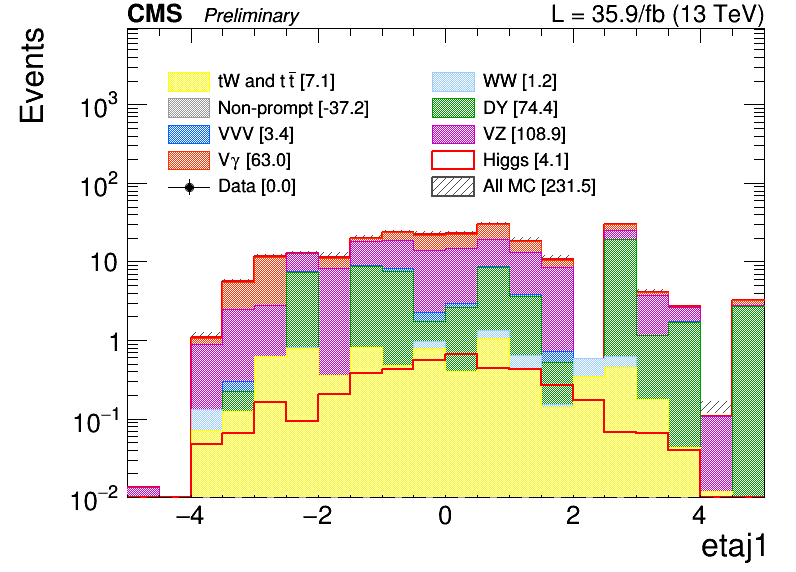 CMS Preliminary L = 35.9/fb (13 TeV)
Events
tW and t t̅ [7.1] WW [1.2]
Non-prompt [-37.2] DY [74.4]
VVV [3.4] VZ [108.9]
Vγ [63.0] Higgs [4.1]
Data [0.0] All MC [231.5]
10³
10²
10
1
10⁻¹
10⁻²
−4 −2 0 2 4
etaj1